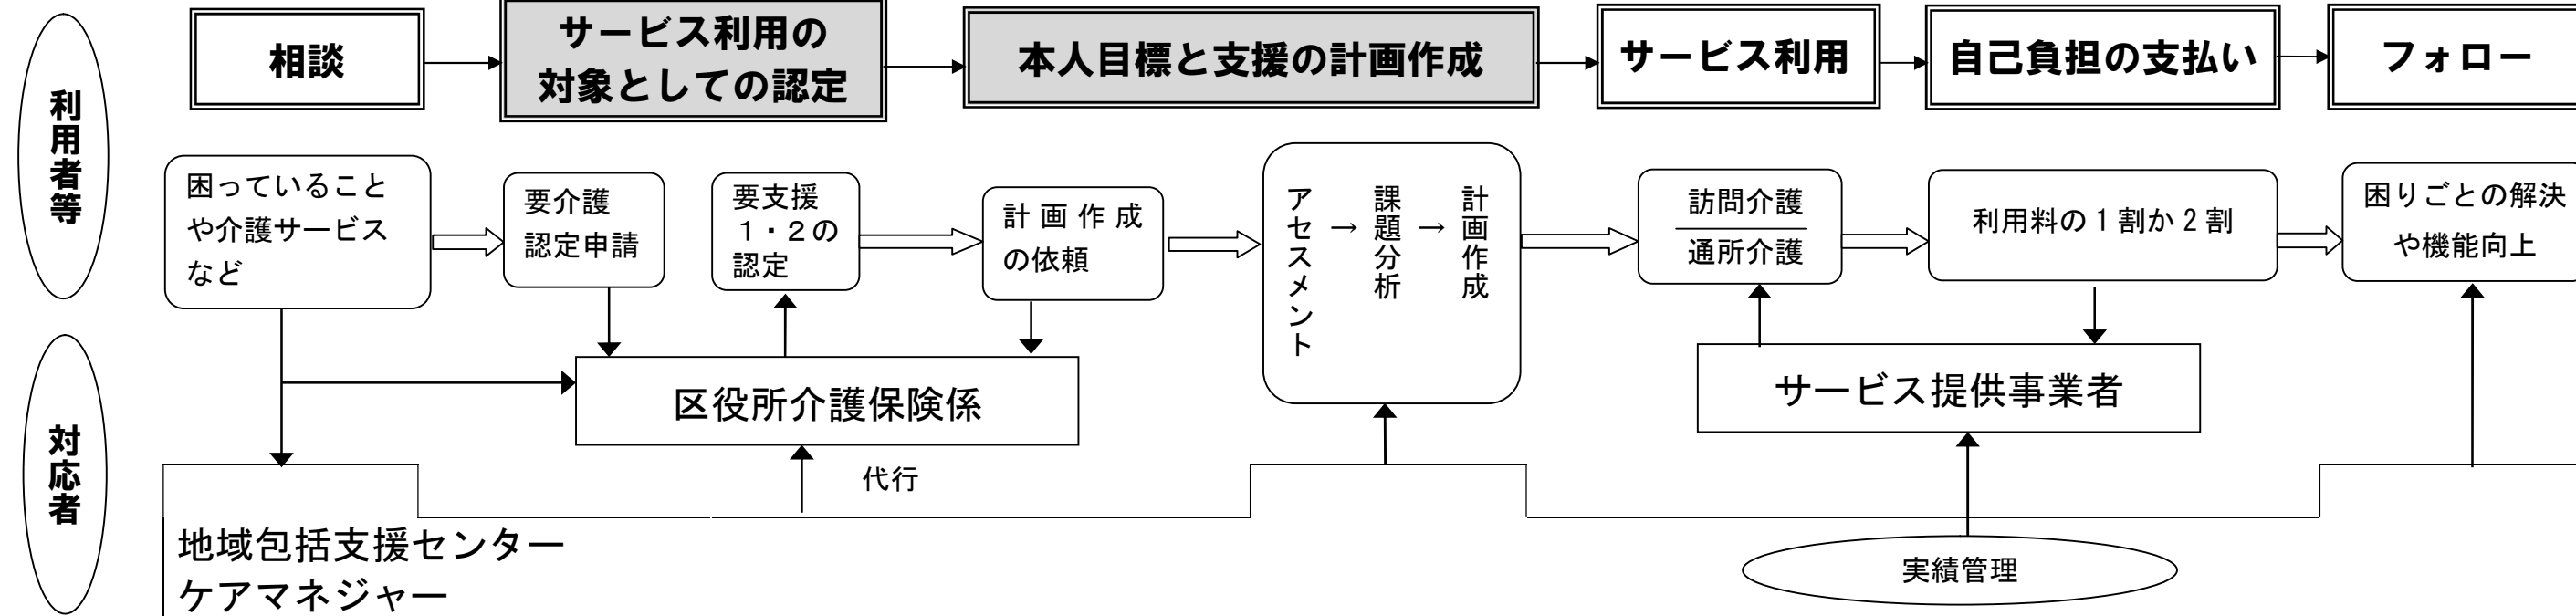 相談
サービス利用の
対象としての認定
本人目標と支援の計画作成
サービス利用
自己負担の支払い
フォロー
利用者等
困っていること
や介護サービス
など
要介護
認定申請
要支援
1・2の
認定
計画作成
の依頼
アセスメント
→
課題分析
→
計画作成
訪問介護
通所介護
利用料の1割か2割
困りごとの解決
や機能向上
対応者
区役所介護保険係
サービス提供事業者
代行
地域包括支援センター
ケアマネジャー
実績管理